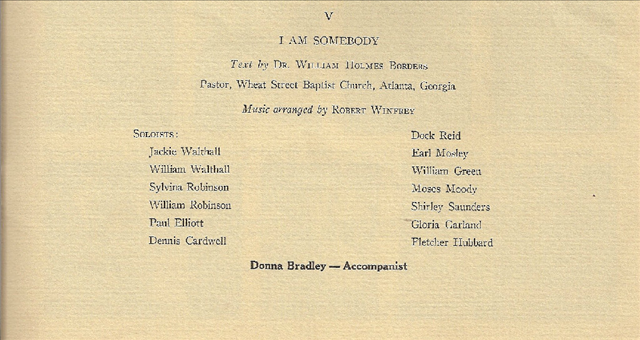 V
I AM SOMEBODY
Text by DR. WILLIAM HOLMES BORDERS
Pastor, Wheat Street Baptist Church, Atlanta, Georgia
Music arranged by ROBERT WINFREY
SOLOISTS:
Jackie Walthall
William Walthall
Sylvina Robinson
William Robinson
Paul Elliott
Dennis Cardwell
Dock Reid
Earl Mosley
William Green
Moses Moody
Shirley Saunders
Gloria Garland
Fletcher Hubbard
Donna Bradley — Accompanist